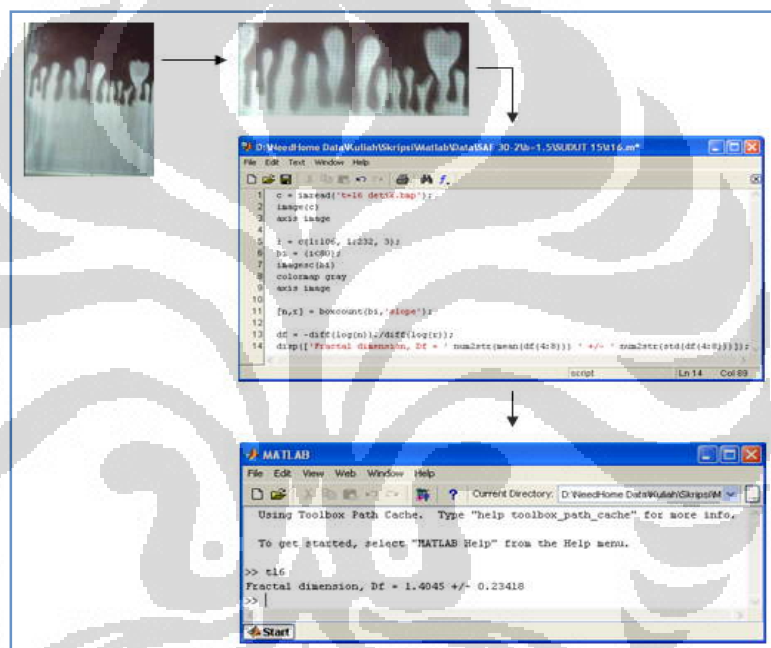 D:\NeedHome Data\Kuliah\Skripsi\Matlab\Data\SAE 30-2\b-1.5\SUDUT 15\t16.m*
File Edit Text Window Help
1 c = imread('t=16 detik.bmp');
2 image(c)
3 axis image
4
5 i = c(1:106, 1:232, 3);
6 bi = (i<80);
7 imagesc(bi)
8 colormap gray
9 axis image
10
11 [n,r] = boxcount(bi,'slope');
12
13 df = -diff(log(n))./diff(log(r));
14 disp(['Fractal dimension, Df = ' num2str(mean(df(4:8))) ' +/- ' num2str(std(df(4:8)))]);
script Ln 14 Col 89
MATLAB
File Edit View Web Window Help
Current Directory: D:\NeedHome Data\Kuliah\Skripsi\M
Using Toolbox Path Cache. Type "help toolbox_path_cache" for more info.
To get started, select "MATLAB Help" from the Help menu.
>> t16
Fractal dimension, Df = 1.4045 +/- 0.23418
>>
Start